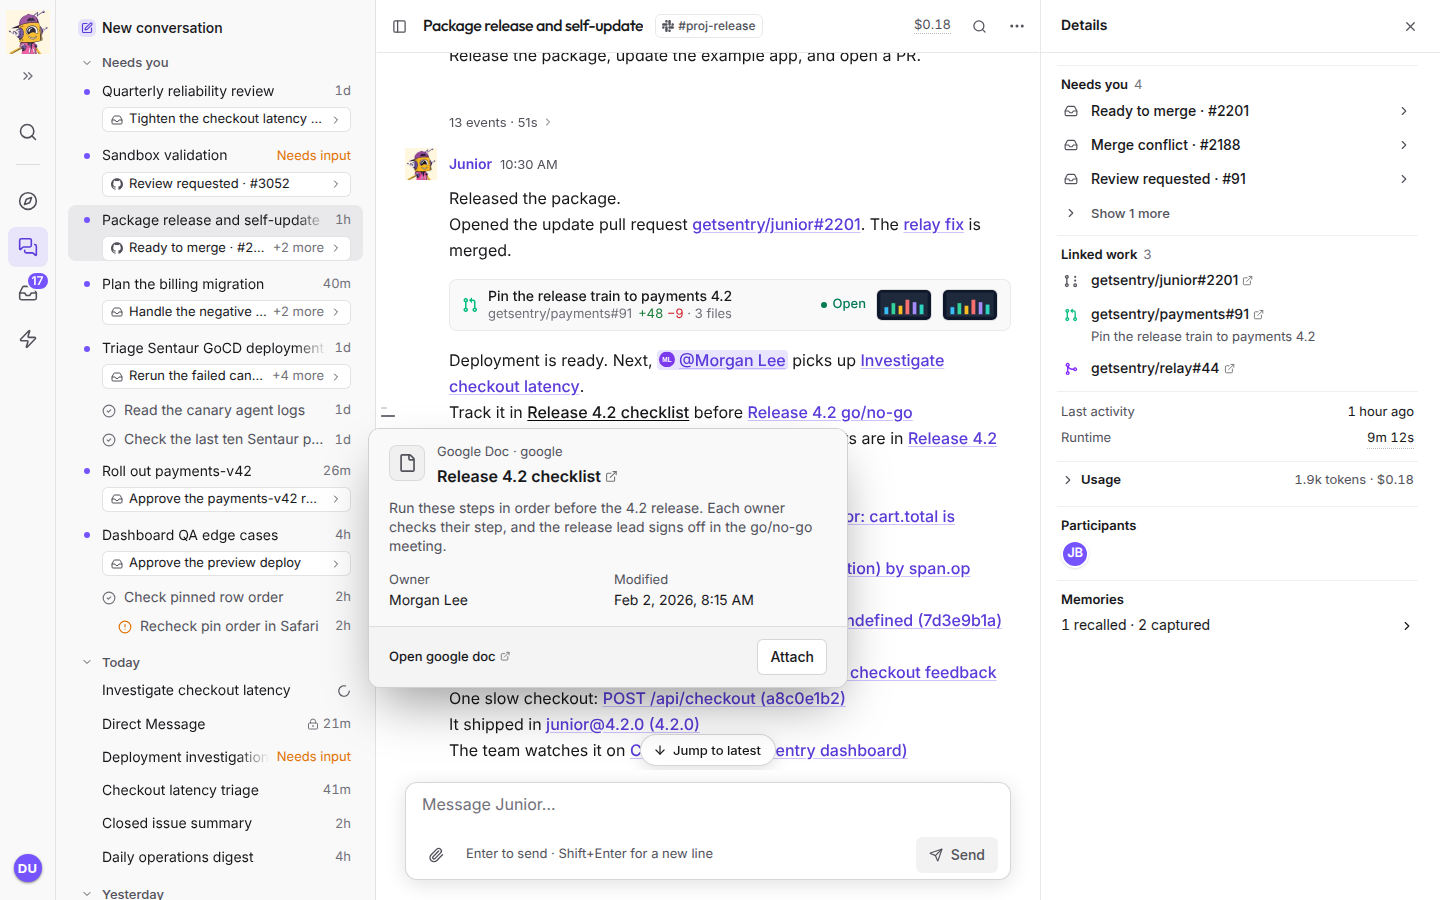 New conversation
Needs you
Quarterly reliability review 1d
Tighten the checkout latency ...
Sandbox validation Needs input
Review requested · #3052
Package release and self-update 1h
Ready to merge · #2... +2 more
Plan the billing migration 40m
Handle the negative ... +2 more
Triage Sentaur GoCD deployment 1d
Rerun the failed can... +4 more
Read the canary agent logs 1d
Check the last ten Sentaur p... 1d
Roll out payments-v42 26m
Approve the payments-v42 r...
Dashboard QA edge cases 4h
Approve the preview deploy
Check pinned row order 2h
Recheck pin order in Safari 2h
Today
Investigate checkout latency
Direct Message 21m
Deployment investigation Needs input
Checkout latency triage 41m
Closed issue summary 2h
Daily operations digest 4h
Yesterday
17
DU
Package release and self-update #proj-release $0.18
Release the package, update the example app, and open a PR.
13 events · 51s
Junior 10:30 AM
Released the package.
Opened the update pull request getsentry/junior#2201. The relay fix is
merged.
Pin the release train to payments 4.2
getsentry/payments#91 +48 −9 · 3 files
Open
Deployment is ready. Next, ML @Morgan Lee picks up Investigate
checkout latency.
Track it in Release 4.2 checklist before Release 4.2 go/no-go
s are in Release 4.2
Google Doc · google
Release 4.2 checklist
Run these steps in order before the 4.2 release. Each owner
checks their step, and the release lead signs off in the go/no-go
meeting.
Owner Modified
Morgan Lee Feb 2, 2026, 8:15 AM
Open google doc Attach
or: cart.total is
tion) by span.op
ndefined (7d3e9b1a)
checkout feedback
One slow checkout: POST /api/checkout (a8c0e1b2)
It shipped in junior@4.2.0 (4.2.0)
The team watches it on C entry dashboard)
Jump to latest
Message Junior...
Enter to send · Shift+Enter for a new line
Send
Details
Needs you 4
Ready to merge · #2201
Merge conflict · #2188
Review requested · #91
Show 1 more
Linked work 3
getsentry/junior#2201
getsentry/payments#91
Pin the release train to payments 4.2
getsentry/relay#44
Last activity 1 hour ago
Runtime 9m 12s
Usage 1.9k tokens · $0.18
Participants
JB
Memories
1 recalled · 2 captured